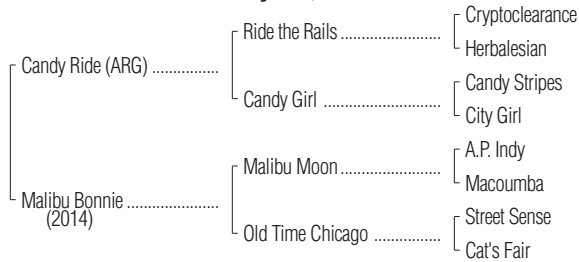 Cryptoclearance
Ride the Rails ........................
Herbalesian
Candy Ride (ARG) ................
Candy Stripes
Candy Girl ............................
City Girl
A.P. Indy
Malibu Moon ........................
Macoumba
Malibu Bonnie ......................
(2014)
Street Sense
Old Time Chicago ................
Cat's Fair